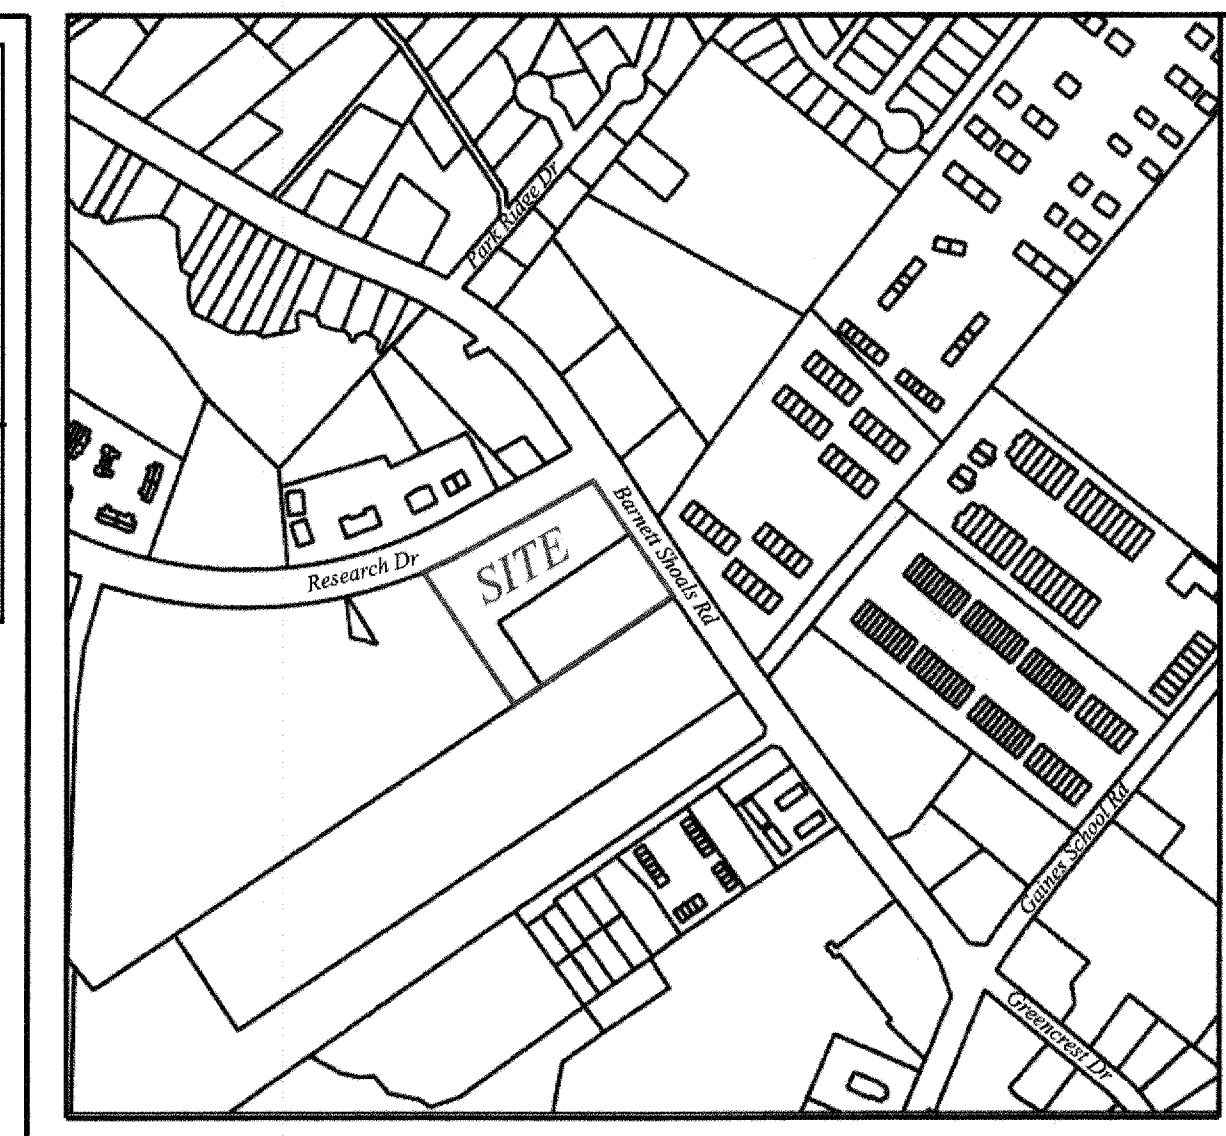 Park Ridge Dr
Barnett Shoals Rd
SITE
Research Dr
Gaines School Rd
Greencrest Dr